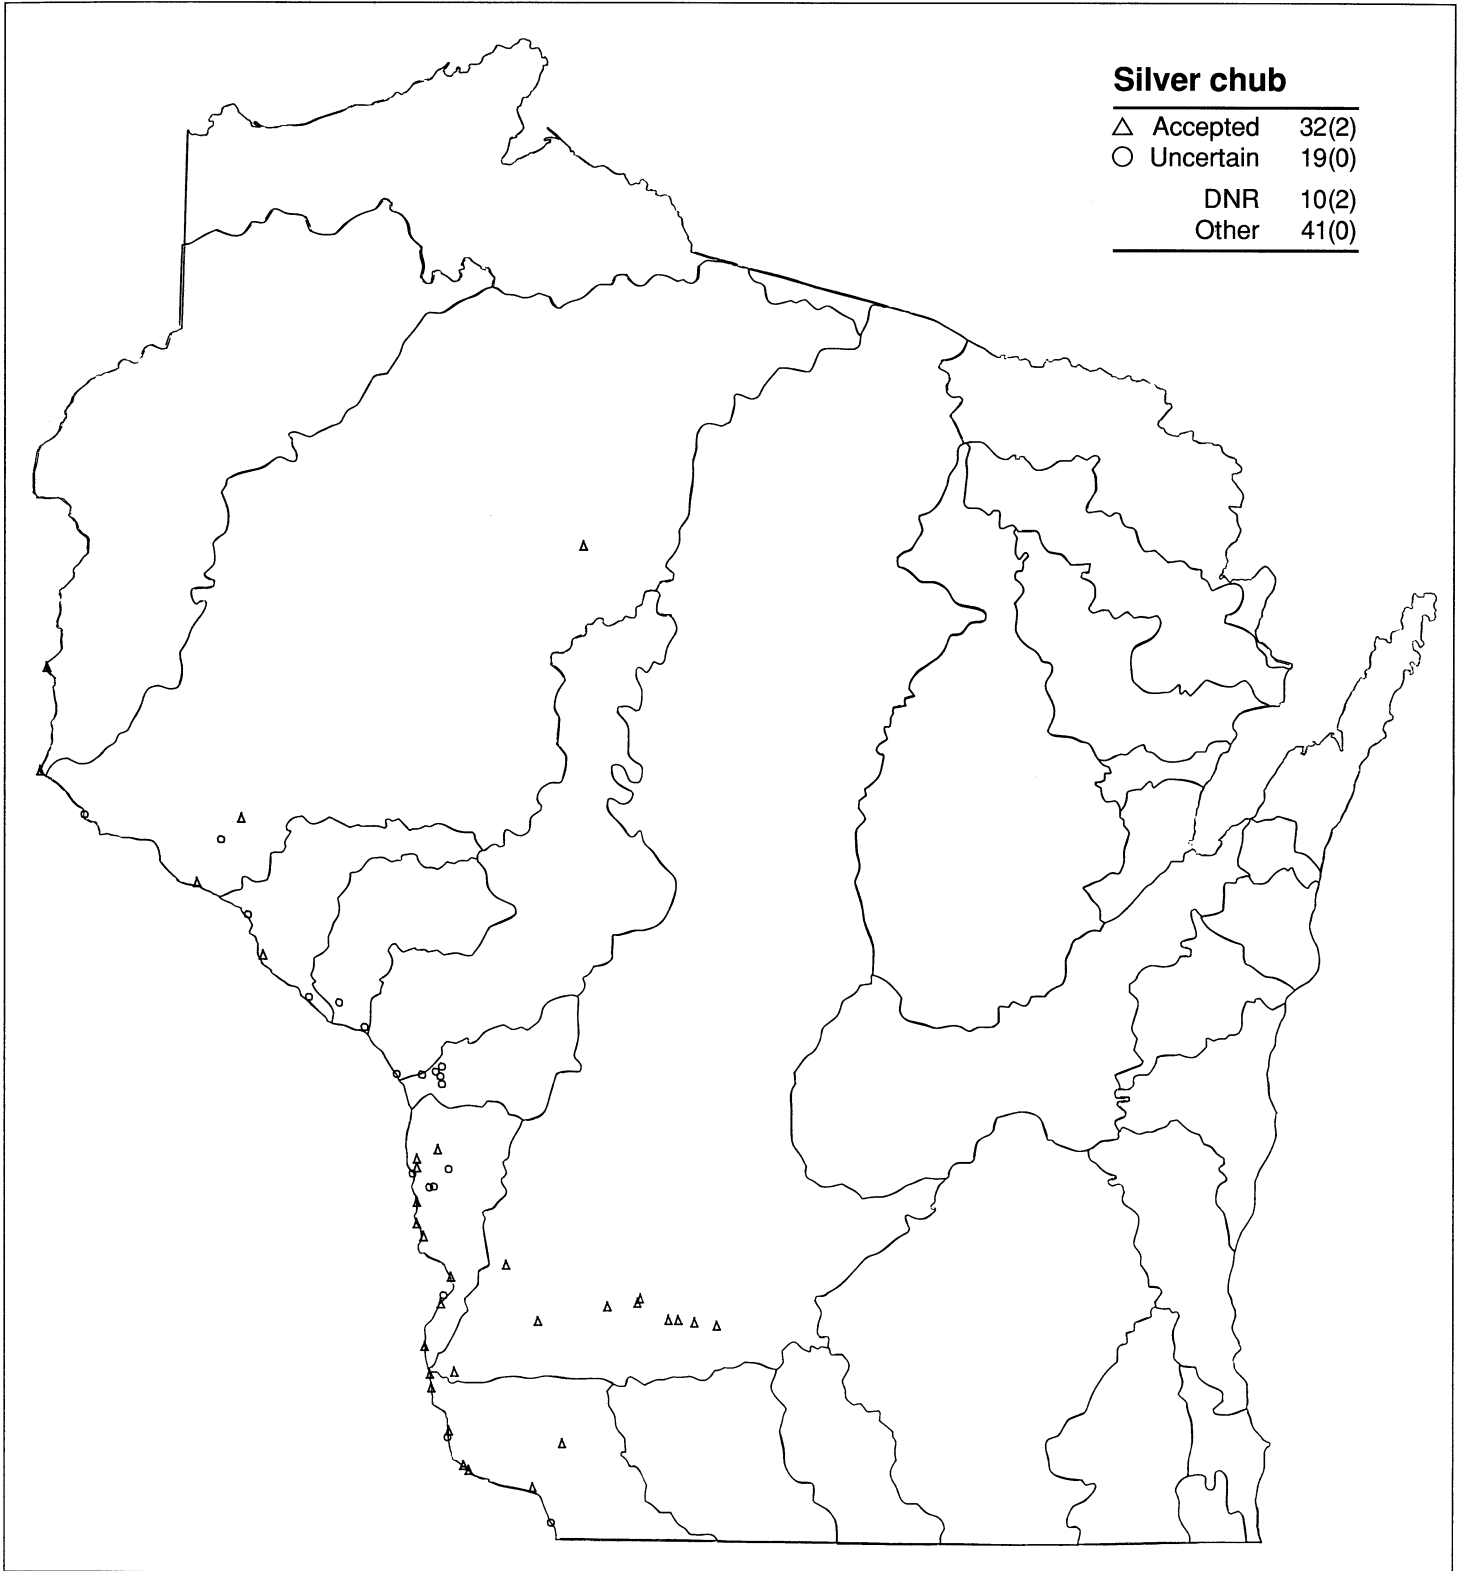 Silver chub
△ Accepted 32(2)
○ Uncertain 19(0)
DNR 10(2)
Other 41(0)